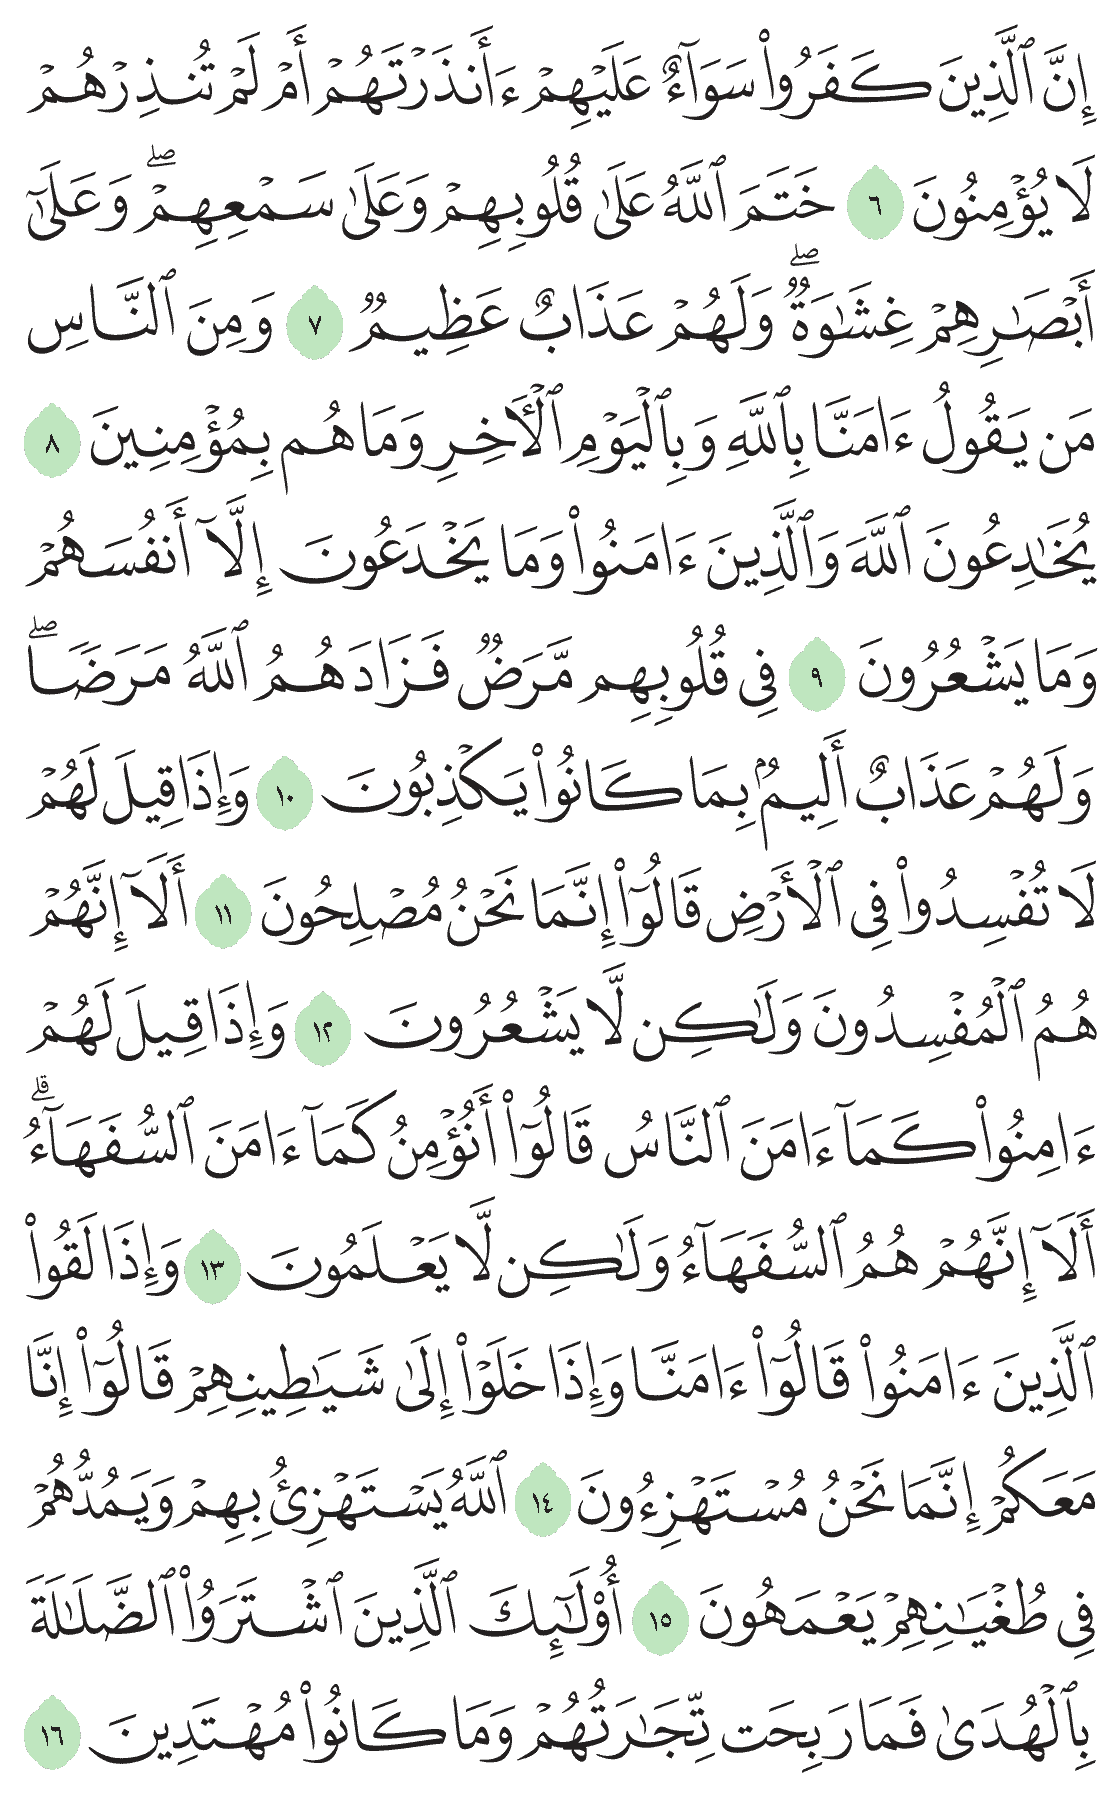 إِنَّ ٱلَّذِينَ كَفَرُوا۟ سَوَآءٌ عَلَيْهِمْ ءَأَنذَرْتَهُمْ أَمْ لَمْ تُنذِرْهُمْ
لَا يُؤْمِنُونَ ٦ خَتَمَ ٱللَّهُ عَلَىٰ قُلُوبِهِمْ وَعَلَىٰ سَمْعِهِمْ ۖ وَعَلَىٰٓ
أَبْصَـٰرِهِمْ غِشَـٰوَةٌ ۖ وَلَهُمْ عَذَابٌ عَظِيمٌ ٧ وَمِنَ ٱلنَّاسِ
مَن يَقُولُ ءَامَنَّا بِٱللَّهِ وَبِٱلْيَوْمِ ٱلْـَٔاخِرِ وَمَا هُم بِمُؤْمِنِينَ ٨
يُخَـٰدِعُونَ ٱللَّهَ وَٱلَّذِينَ ءَامَنُوا۟ وَمَا يَخْدَعُونَ إِلَّآ أَنفُسَهُمْ
وَمَا يَشْعُرُونَ ٩ فِى قُلُوبِهِم مَّرَضٌ فَزَادَهُمُ ٱللَّهُ مَرَضًا ۖ
وَلَهُمْ عَذَابٌ أَلِيمٌۢ بِمَا كَانُوا۟ يَكْذِبُونَ ١٠ وَإِذَا قِيلَ لَهُمْ
لَا تُفْسِدُوا۟ فِى ٱلْأَرْضِ قَالُوٓا۟ إِنَّمَا نَحْنُ مُصْلِحُونَ ١١ أَلَآ إِنَّهُمْ
هُمُ ٱلْمُفْسِدُونَ وَلَـٰكِن لَّا يَشْعُرُونَ ١٢ وَإِذَا قِيلَ لَهُمْ
ءَامِنُوا۟ كَمَآ ءَامَنَ ٱلنَّاسُ قَالُوٓا۟ أَنُؤْمِنُ كَمَآ ءَامَنَ ٱلسُّفَهَآءُ ۗ
أَلَآ إِنَّهُمْ هُمُ ٱلسُّفَهَآءُ وَلَـٰكِن لَّا يَعْلَمُونَ ١٣ وَإِذَا لَقُوا۟
ٱلَّذِينَ ءَامَنُوا۟ قَالُوٓا۟ ءَامَنَّا وَإِذَا خَلَوْا۟ إِلَىٰ شَيَـٰطِينِهِمْ قَالُوٓا۟ إِنَّا
مَعَكُمْ إِنَّمَا نَحْنُ مُسْتَهْزِءُونَ ١٤ ٱللَّهُ يَسْتَهْزِئُ بِهِمْ وَيَمُدُّهُمْ
فِى طُغْيَـٰنِهِمْ يَعْمَهُونَ ١٥ أُو۟لَـٰٓئِكَ ٱلَّذِينَ ٱشْتَرَوُا۟ ٱلضَّلَـٰلَةَ
بِٱلْهُدَىٰ فَمَا رَبِحَت تِّجَـٰرَتُهُمْ وَمَا كَانُوا۟ مُهْتَدِينَ ١٦